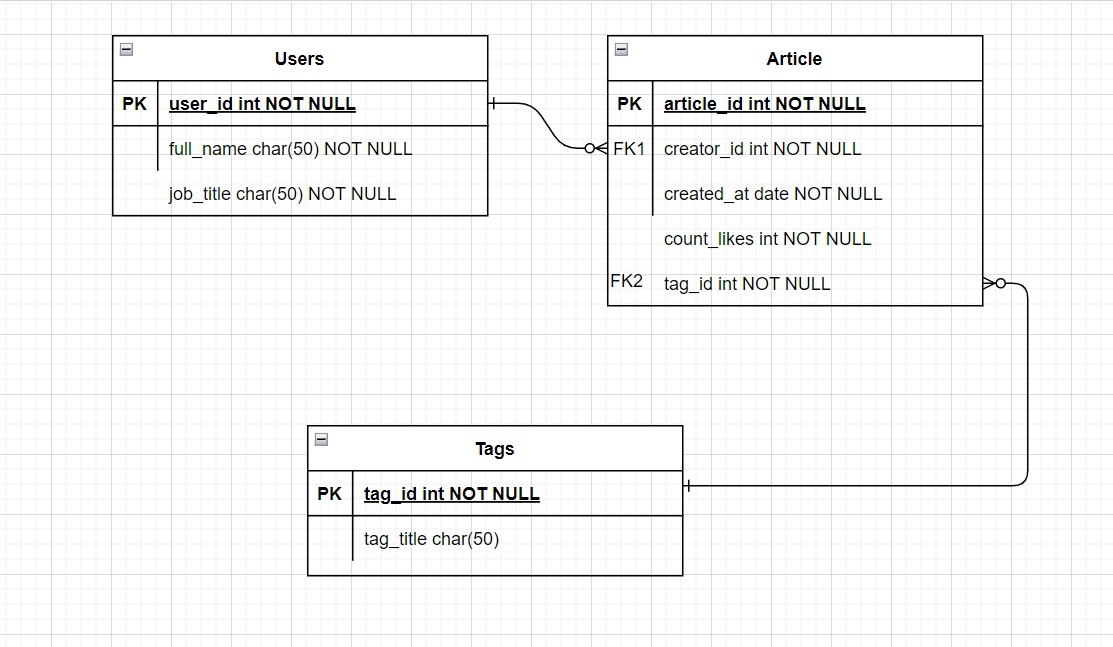 Users
PK user_id int NOT NULL
full_name char(50) NOT NULL
job_title char(50) NOT NULL
Article
PK article_id int NOT NULL
FK1 creator_id int NOT NULL
created_at date NOT NULL
count_likes int NOT NULL
FK2 tag_id int NOT NULL
Tags
PK tag_id int NOT NULL
tag_title char(50)